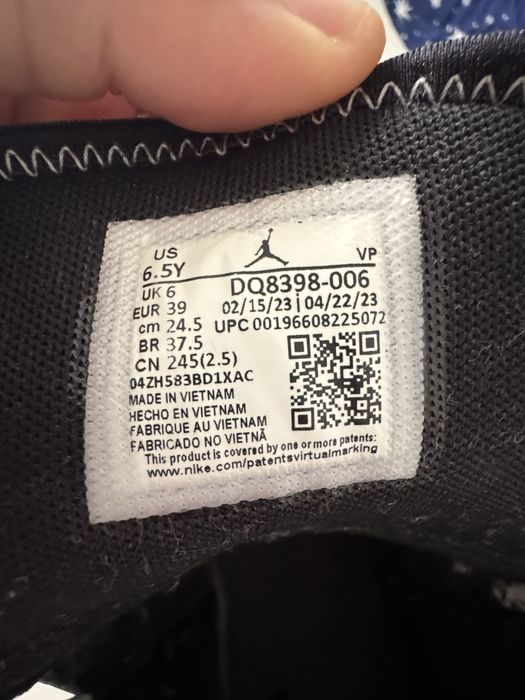 US VP
6.5Y
UK 6 DQ8398-006
EUR 39 02/15/23 | 04/22/23
cm 24.5 UPC 00196608225072
BR 37.5
CN 245(2.5)
04ZH583BD1XAC
MADE IN VIETNAM
HECHO EN VIETNAM
FABRIQUE AU VIETNAM
FABRICADO NO VIETNÃ
This product is covered by one or more patents:
www.nike.com/patentsvirtualmarking